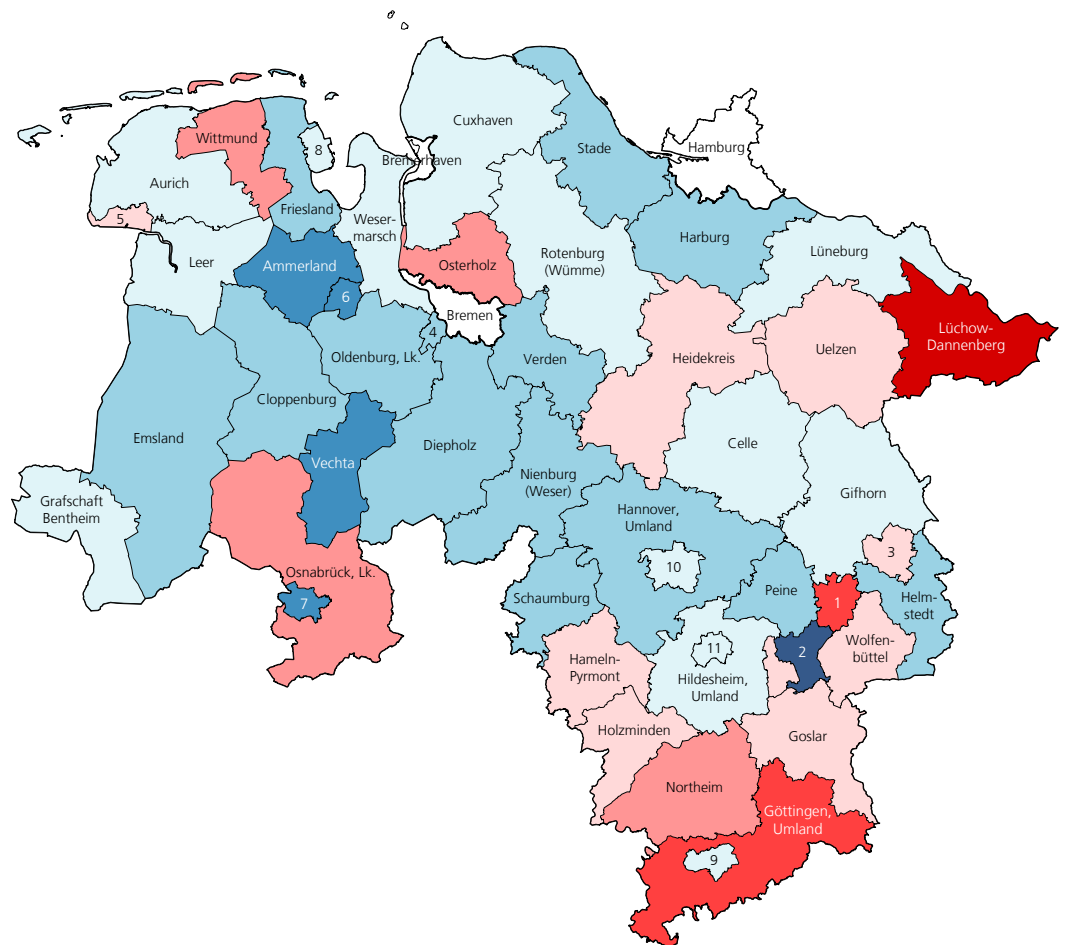 Cuxhaven
Wittmund
8
Stade
Bremerhaven
Hamburg
Aurich
5
Friesland
Weser-
marsch
Harburg
Lüneburg
Leer
Ammerland
Osterholz
Rotenburg
(Wümme)
6
Bremen
4
Lüchow-
Dannenberg
Oldenburg, Lk.
Verden
Heidekreis
Uelzen
Cloppenburg
Emsland
Diepholz
Celle
Vechta
Nienburg
(Weser)
Gifhorn
Grafschaft
Bentheim
Hannover,
Umland
3
10
Osnabrück, Lk.
7
Schaumburg
Peine
1
Helm-
stedt
11
2
Wolfen-
büttel
Hameln-
Pyrmont
Hildesheim,
Umland
Holzminden
Goslar
Northeim
Göttingen,
Umland
9